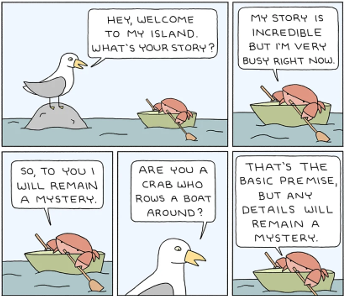 HEY, WELCOME
TO MY ISLAND.
WHAT'S YOUR STORY?
MY STORY IS
INCREDIBLE
BUT I'M VERY
BUSY RIGHT NOW.
SO, TO YOU I
WILL REMAIN
A MYSTERY.
ARE YOU A
CRAB WHO
ROWS A BOAT
AROUND?
THAT'S THE
BASIC PREMISE,
BUT ANY
DETAILS WILL
REMAIN A
MYSTERY.